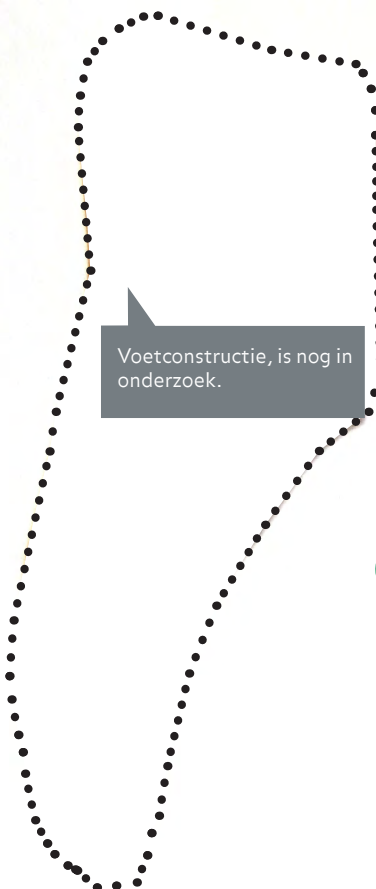 Voetconstructie, is nog in
onderzoek.